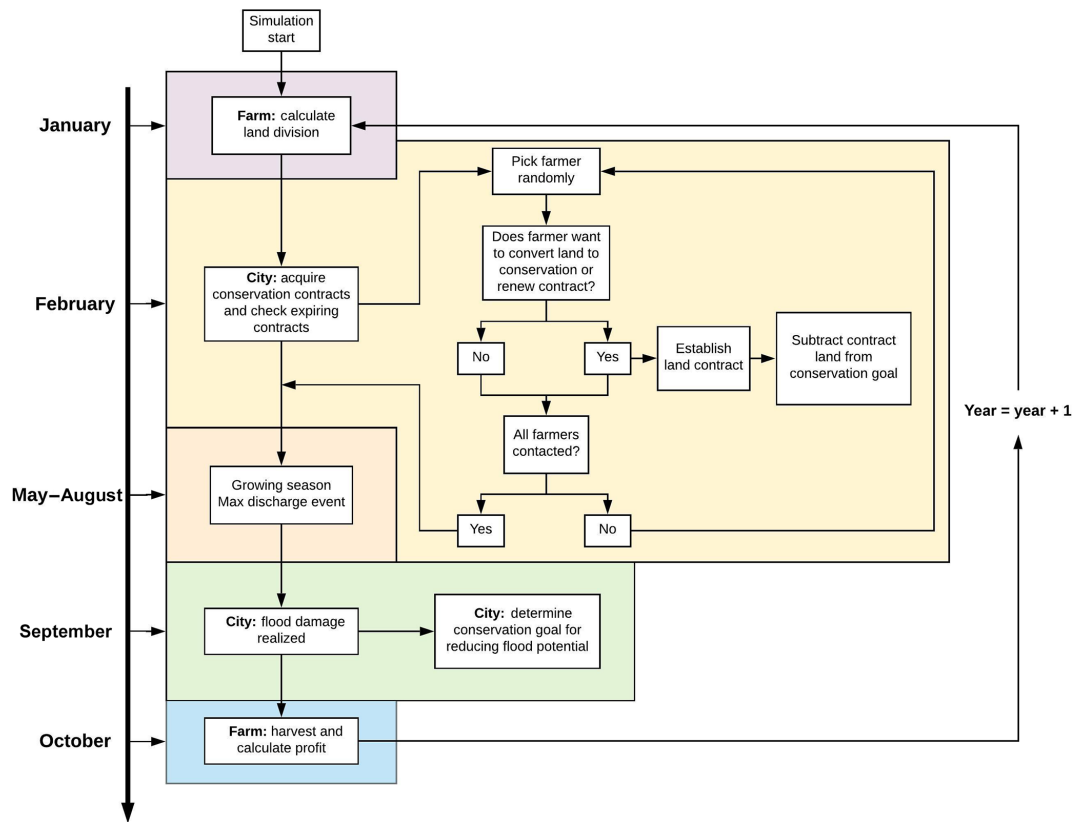 Simulation
start
January
Farm: calculate
land division
Pick farmer
randomly
Does farmer want
to convert land to
conservation or
renew contract?
February
City: acquire
conservation contracts
and check expiring
contracts
No
Yes
Establish
land contract
Subtract contract
land from
conservation goal
All farmers
contacted?
Yes
No
Year = year + 1
May–August
Growing season
Max discharge event
September
City: flood damage
realized
City: determine
conservation goal for
reducing flood potential
October
Farm: harvest and
calculate profit